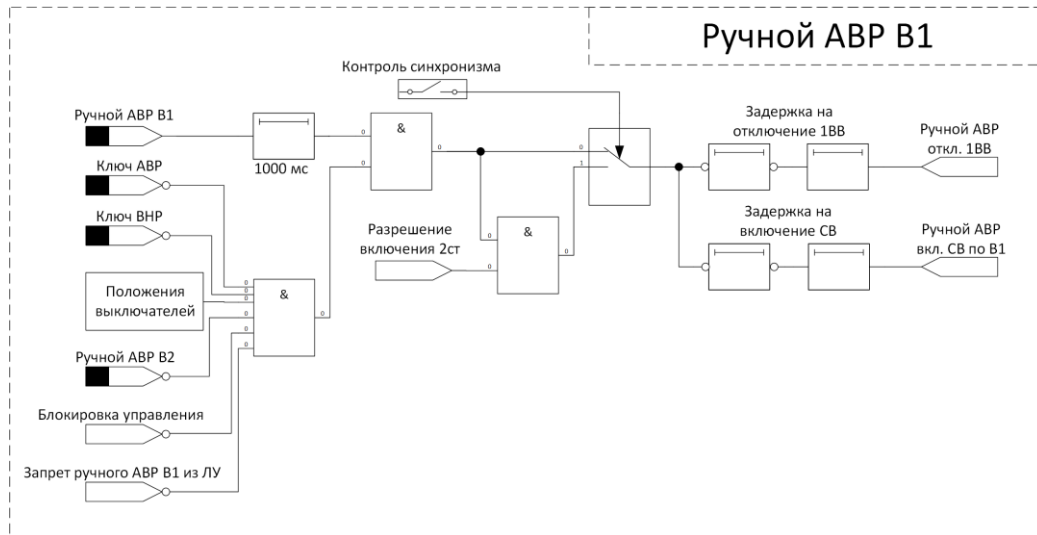 Ручной АВР В1
Контроль синхронизма
Ручной АВР В1
1000 мс
&
Задержка на
отключение 1ВВ
Ручной АВР
откл. 1ВВ
0
0
0
0
1
Ключ АВР
Ключ ВНР
Разрешение
включения 2ст
&
0
0
0
Задержка на
включение СВ
Ручной АВР
вкл. СВ по В1
Положения
выключателей
&
0
0
0
0
0
0
0
Ручной АВР В2
Блокировка управления
Запрет ручного АВР В1 из ЛУ